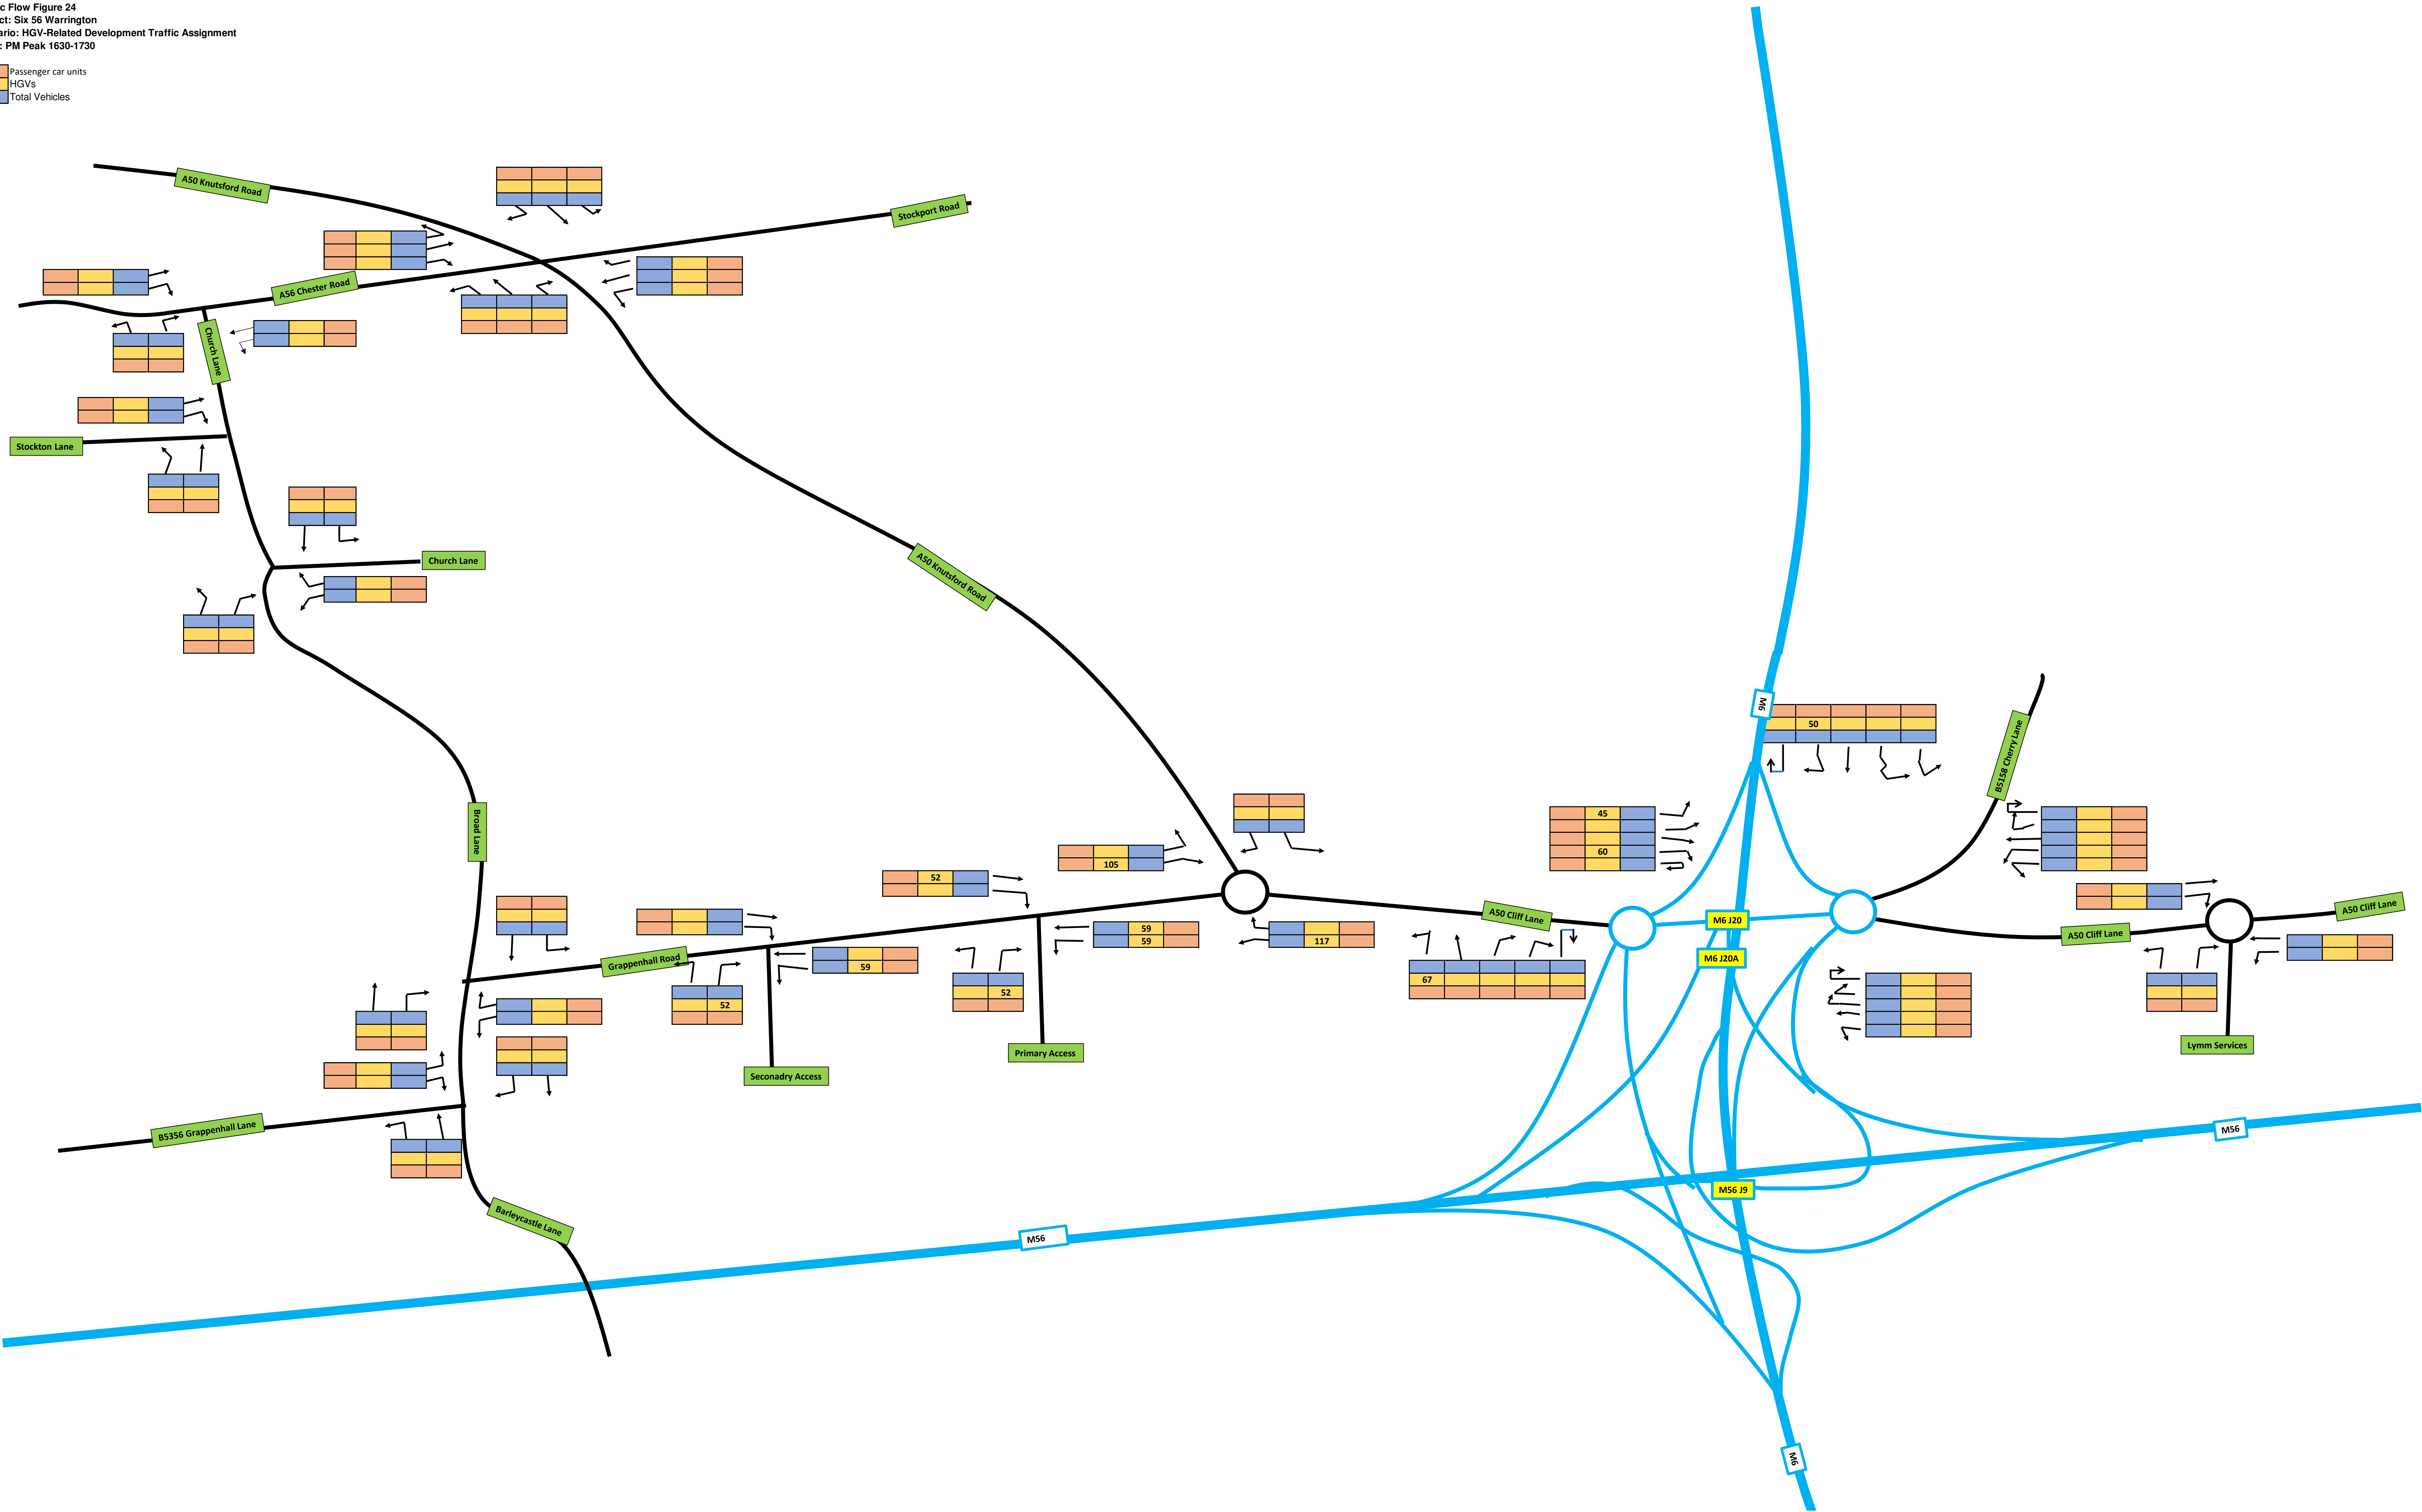 c Flow Figure 24
ct: Six 56 Warrington
ario: HGV-Related Development Traffic Assignment
: PM Peak 1630-1730
Passenger car units
HGVs
Total Vehicles
A50 Knutsford Road
Stockport Road
A56 Chester Road
Church Lane
Stockton Lane
Church Lane
A50 Knutsford Road
M6
50
B5158 Cherry Lane
Broad Lane
45
60
105
52
A50 Cliff Lane
A50 Cliff Lane
M6 J20
A50 Cliff Lane
59
59
117
Grappenhall Road
59
M6 J20A
67
52
52
Primary Access
Lymm Services
Seconadry Access
B5356 Grappenhall Lane
M56
M56 J9
Barleycastle Lane
M56
M6